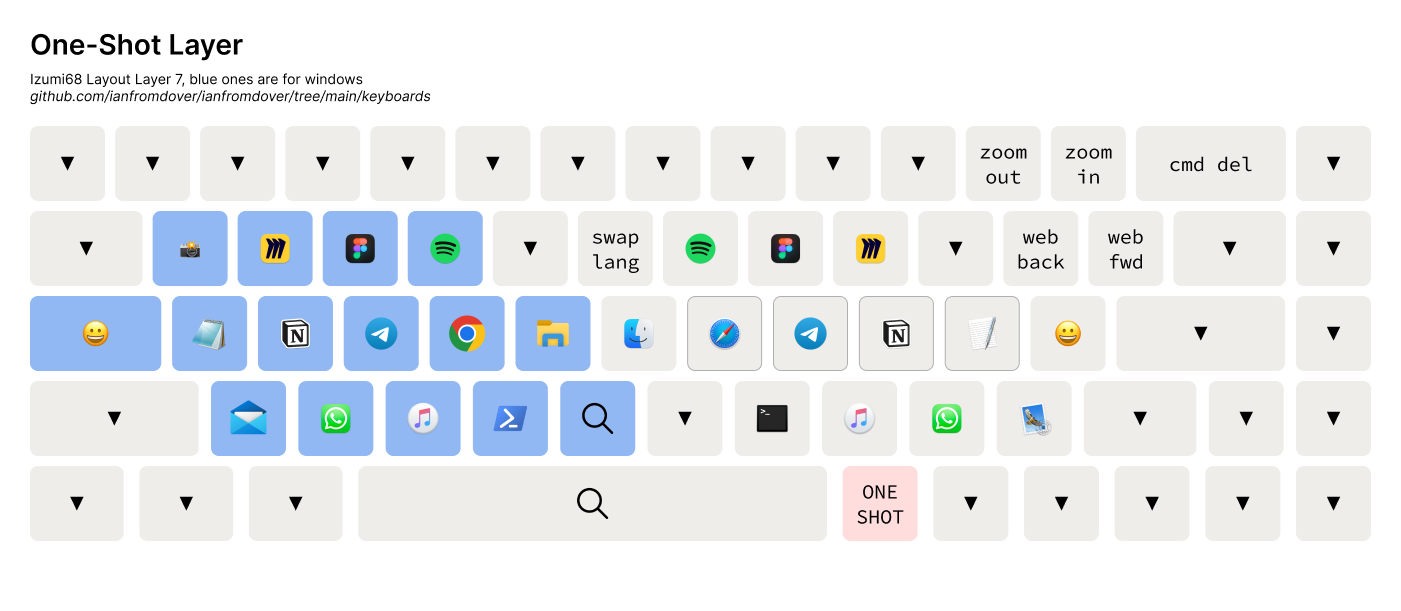 One-Shot Layer
Izumi68 Layout Layer 7, blue ones are for windows
github.com/ianfromdover/ianfromdover/tree/main/keyboards
zoom
out
zoom
in
cmd del
swap
lang
web
back
web
fwd
ONE
SHOT